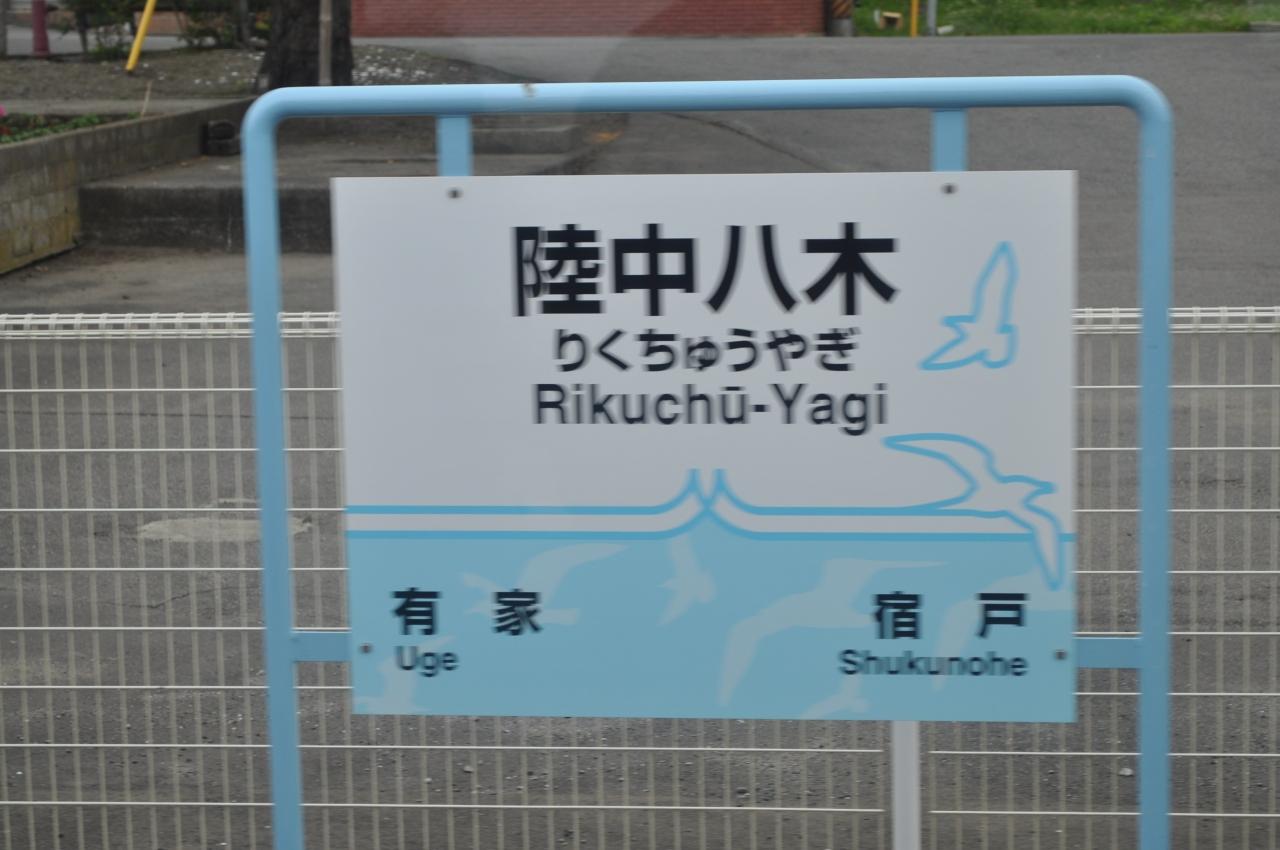 陸中八木
りくちゅうやぎ
Rikuchū-Yagi
有家 宿戸
Uge Shukunohe